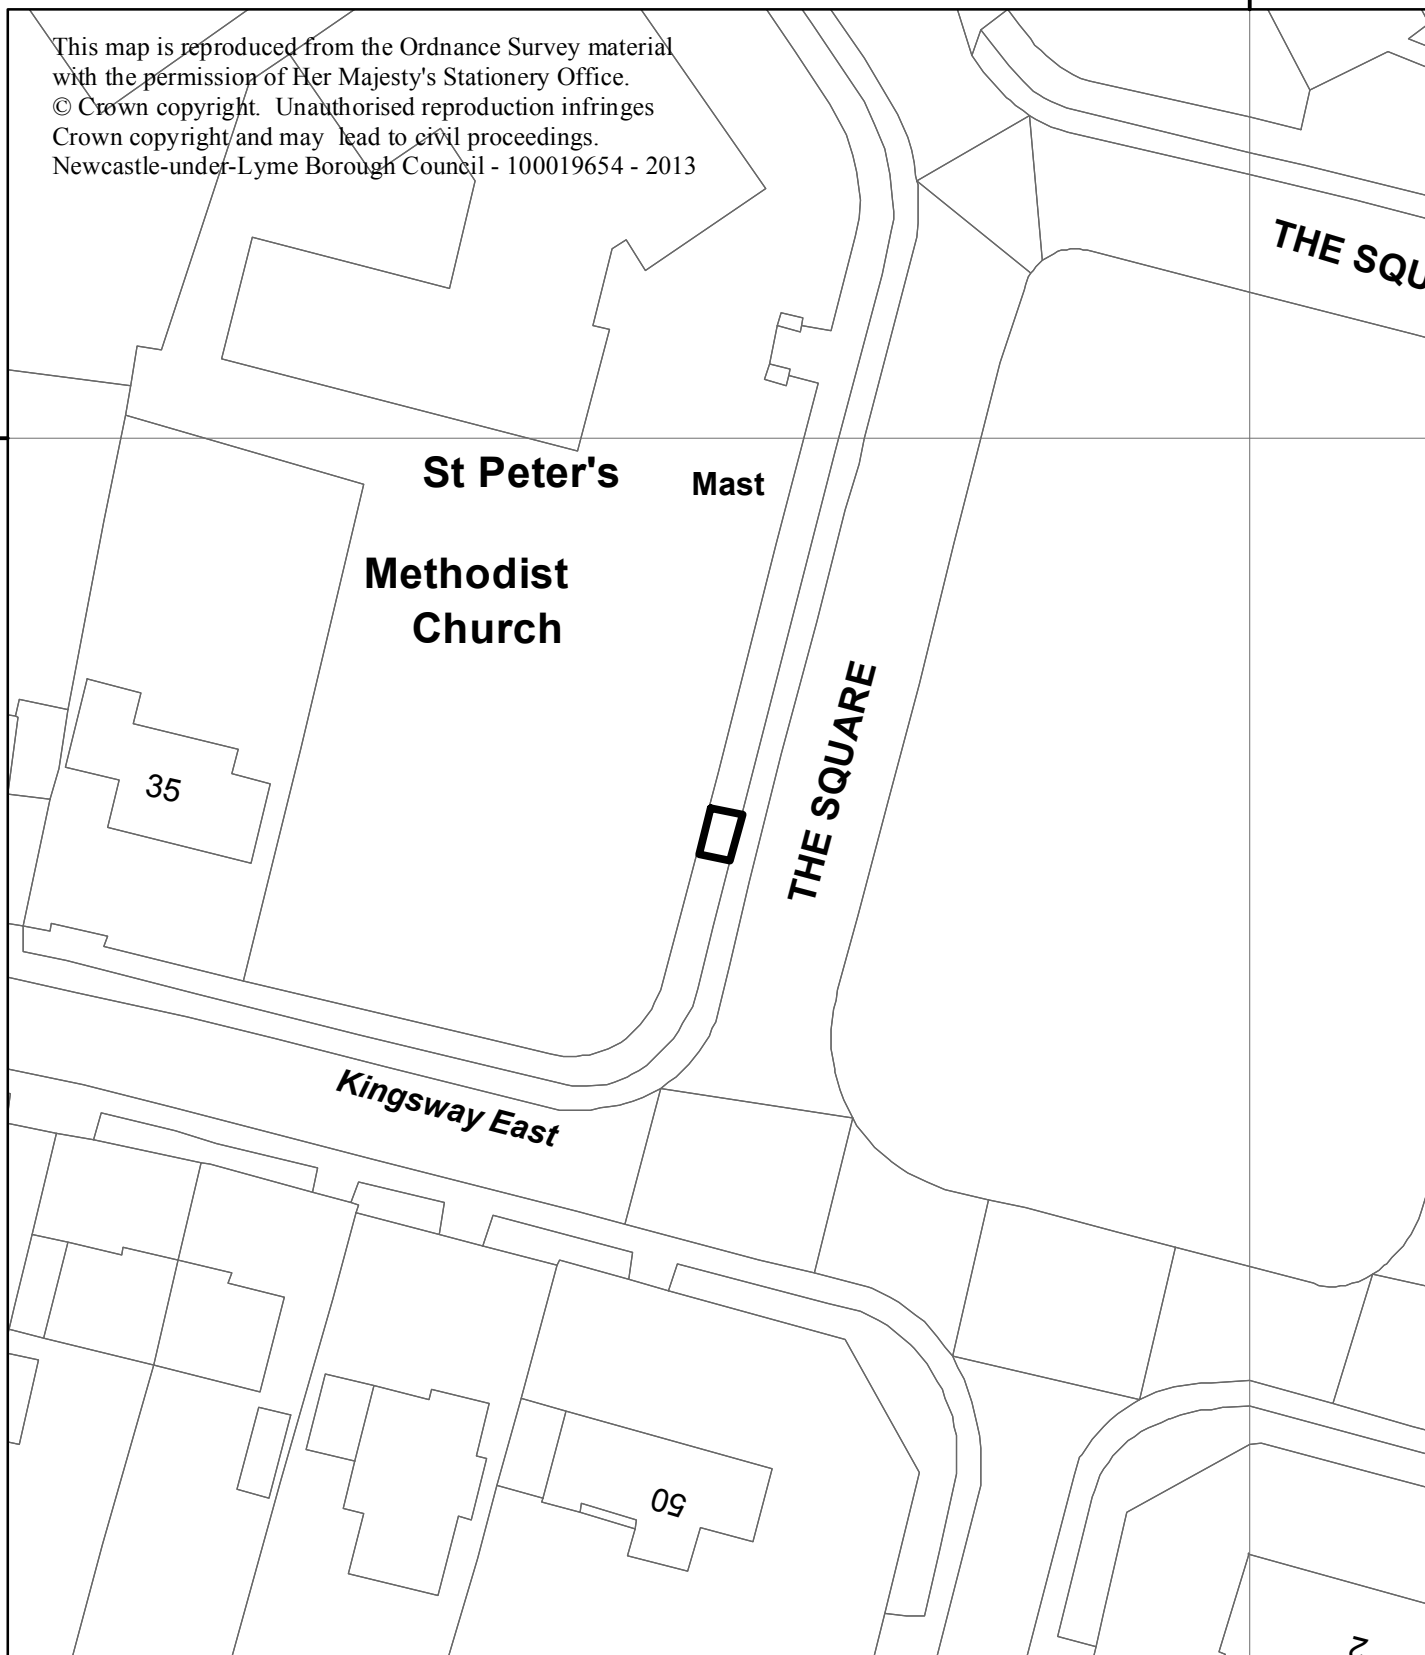 This map is reproduced from the Ordnance Survey material
with the permission of Her Majesty's Stationery Office.
© Crown copyright.  Unauthorised reproduction infringes
Crown copyright and may  lead to civil proceedings.
Newcastle-under-Lyme Borough Council - 100019654 - 2013
THE SQU
St Peter's
Mast
Methodist
Church
THE SQUARE
35
Kingsway East
50
2